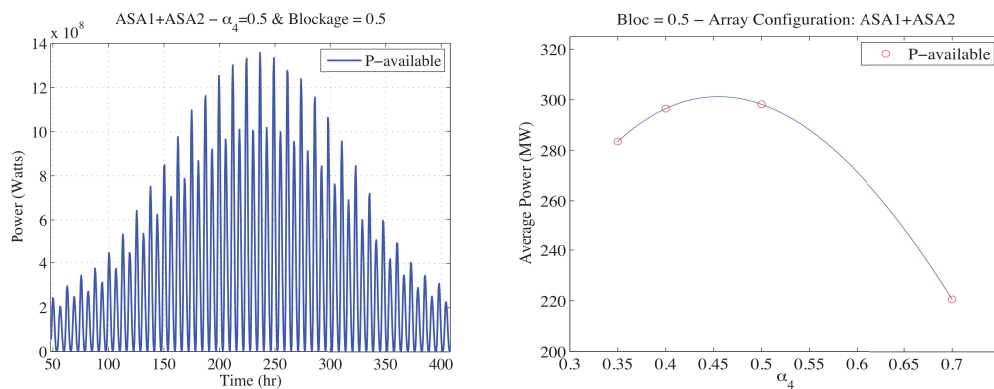 ASA1+ASA2 − α4=0.5 & Blockage = 0.5
x 10^8
14
12
10
8
6
4
2
0
50 100 150 200 250 300 350 400
Time (hr)
Power (Watts)
P−available
Bloc = 0.5 − Array Configuration: ASA1+ASA2
320
300
280
260
240
220
200
0.3 0.35 0.4 0.45 0.5 0.55 0.6 0.65 0.7
α4
Average Power (MW)
P−available